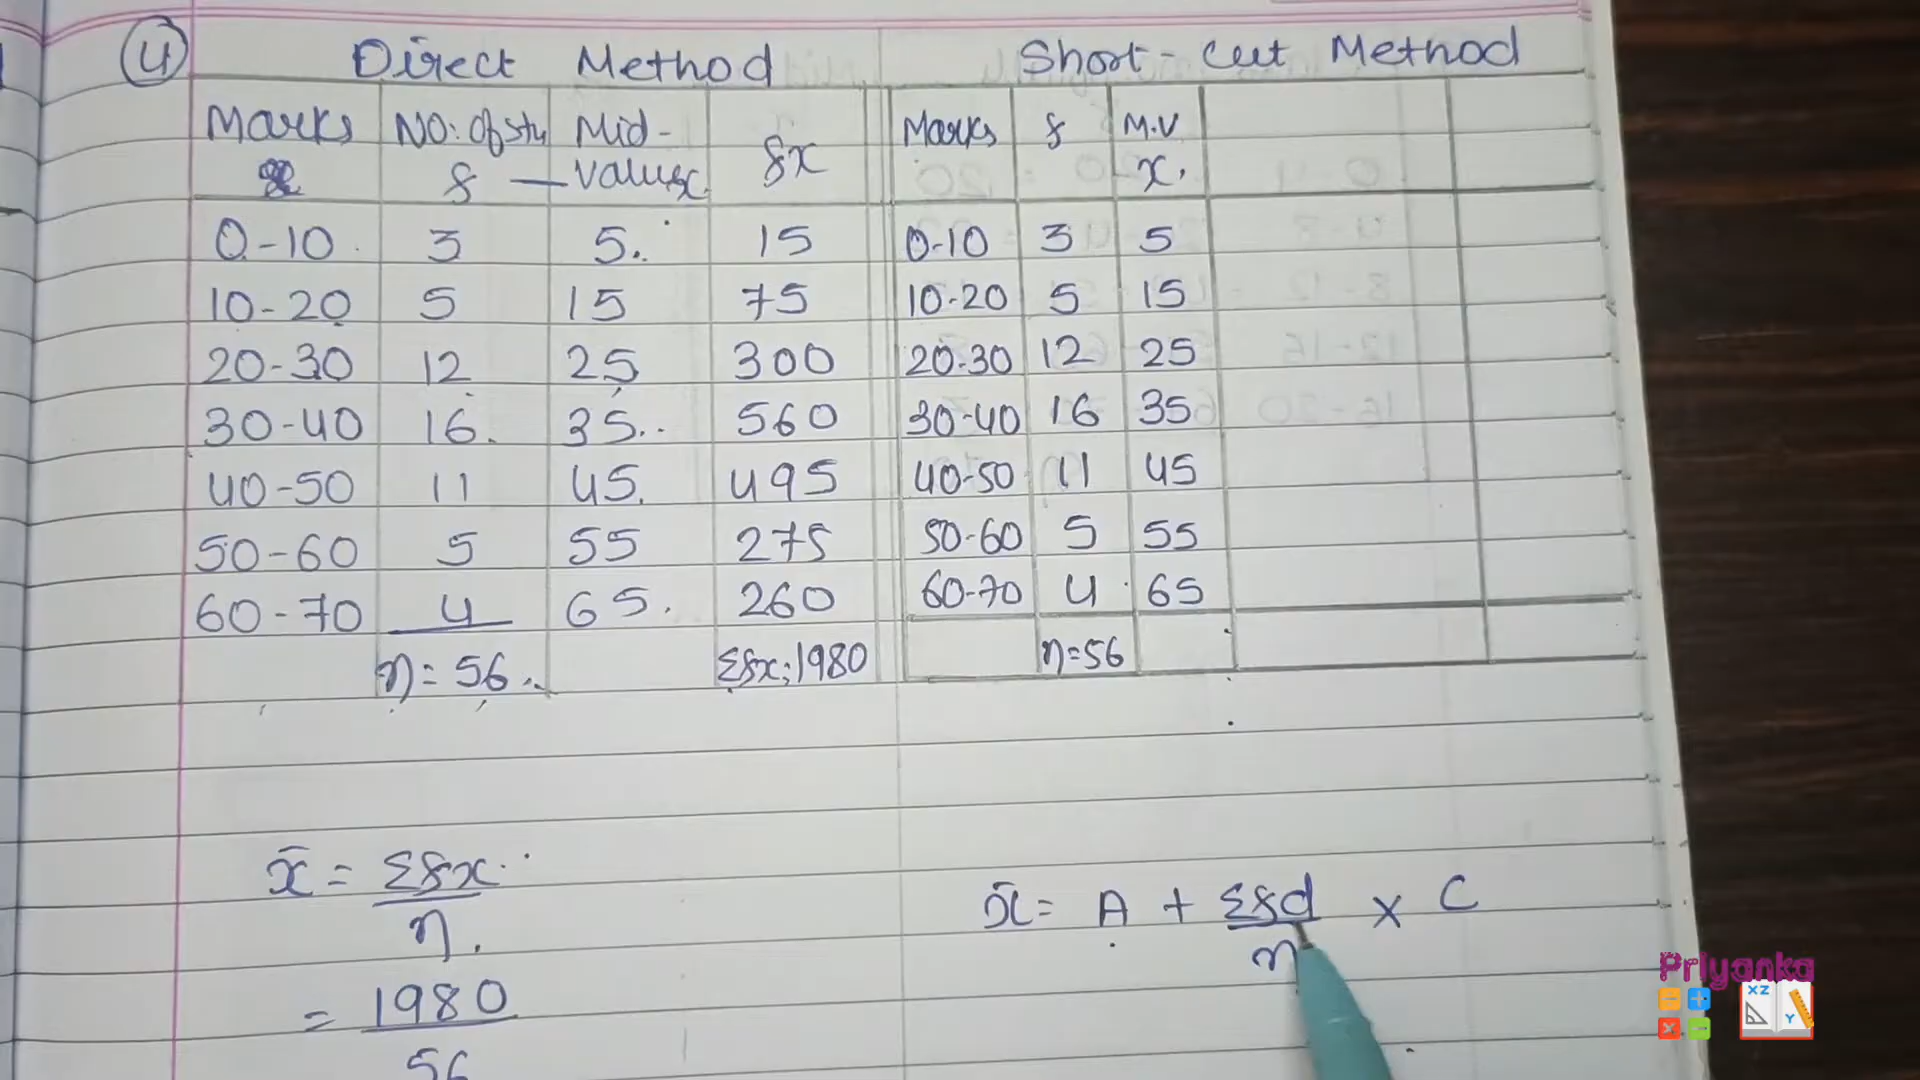 4 Direct Method Short-Cut Method
Marks No: of stu Mid- fx Marks f M.V
f values x x.
0-10 3 5 15 0-10 3 5
10-20 5 15 75 10-20 5 15
20-30 12 25 300 20-30 12 25
30-40 16 35 560 30-40 16 35
40-50 11 45 495 40-50 11 45
50-60 5 55 275 50-60 5 55
60-70 4 65 260 60-70 4 65
n = 56 Σfx = 1980 n=56
x̄ = Σfx
n
= 1980
56
x̄ = A + Σfd × C
n
Priyanka
XZ
Y